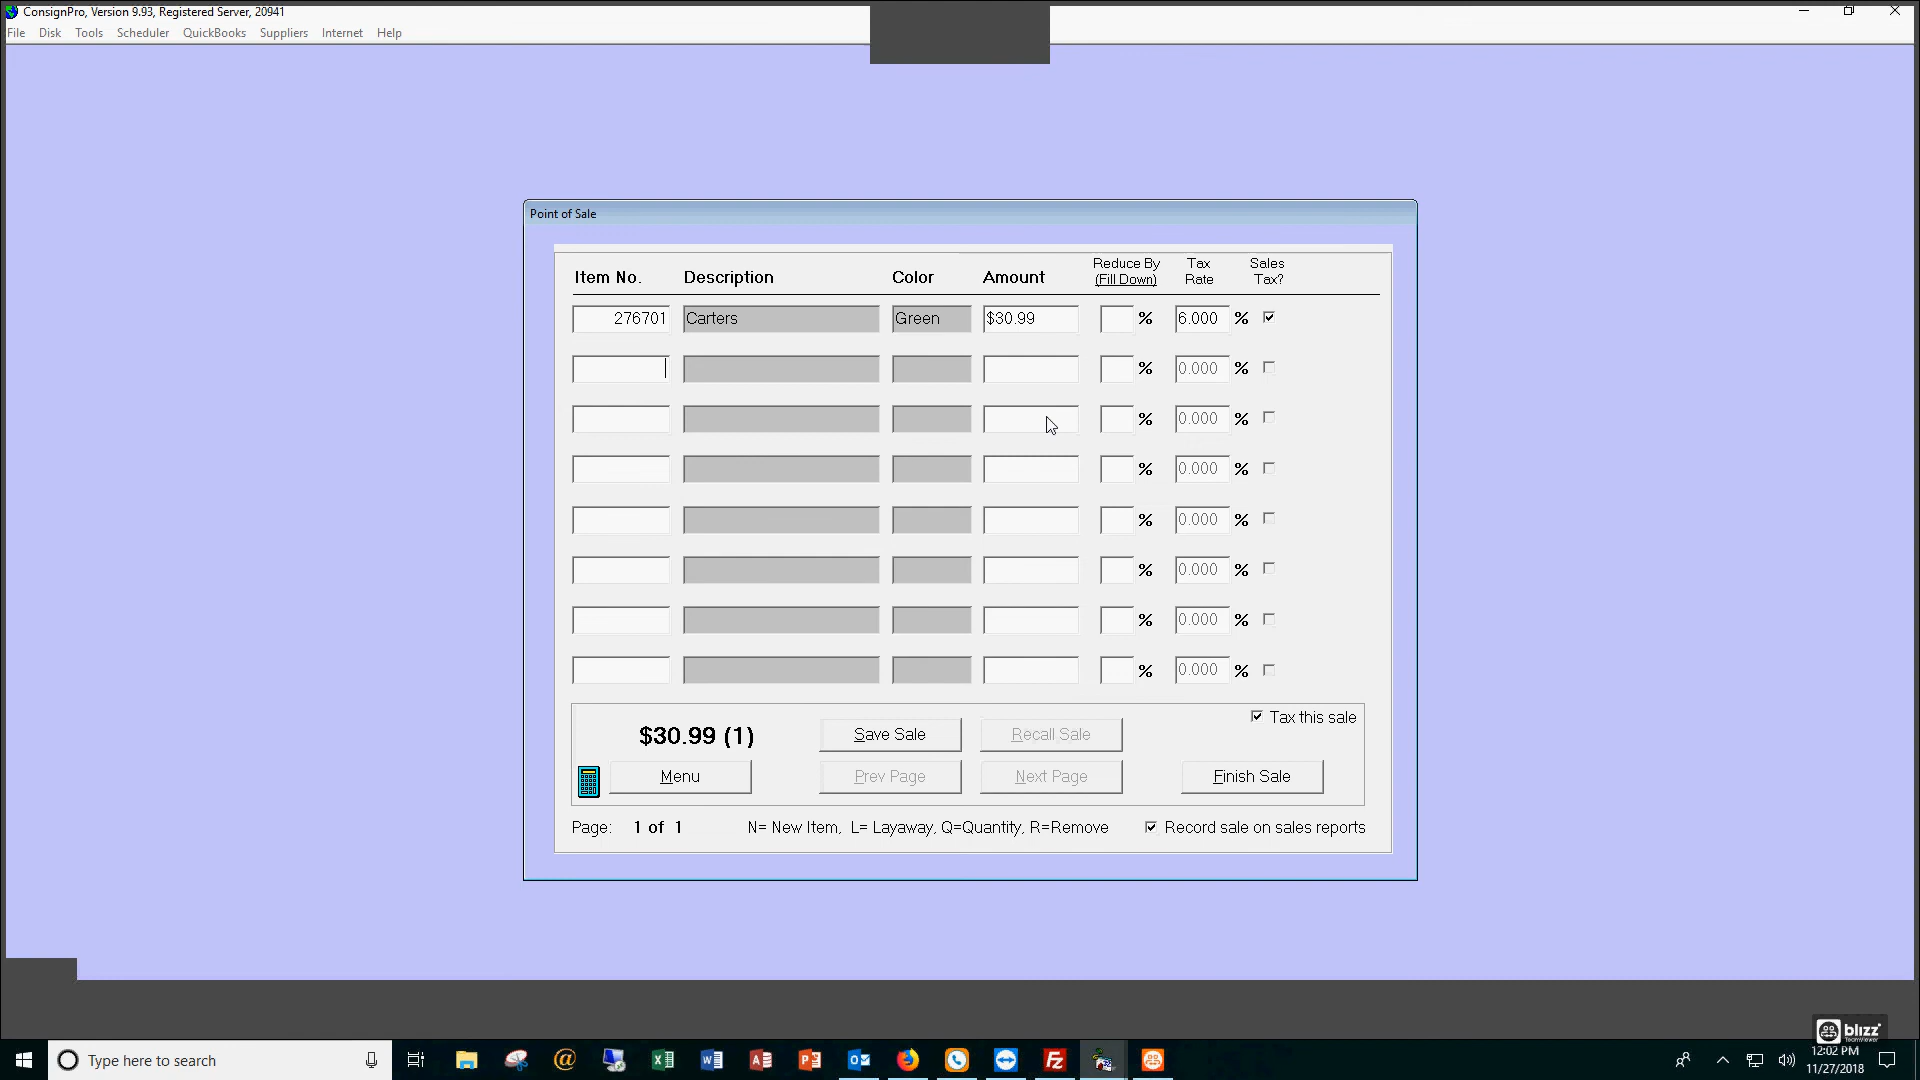 ConsignPro, Version 9.93, Registered Server, 20941
File Disk Tools Scheduler QuickBooks Suppliers Internet Help
Point of Sale
Item No. Description Color Amount Reduce By (Fill Down) Tax Rate Sales Tax?
276701 Carters Green $30.99 % 6.000 %
% 0.000 %
% 0.000 %
% 0.000 %
% 0.000 %
% 0.000 %
% 0.000 %
% 0.000 %
Tax this sale
$30.99 (1) Save Sale Recall Sale
Menu Prev Page Next Page Finish Sale
Page: 1 of 1 N= New Item, L= Layaway, Q=Quantity, R=Remove Record sale on sales reports
blizz
TeamViewer
Type here to search
12:02 PM
11/27/2018